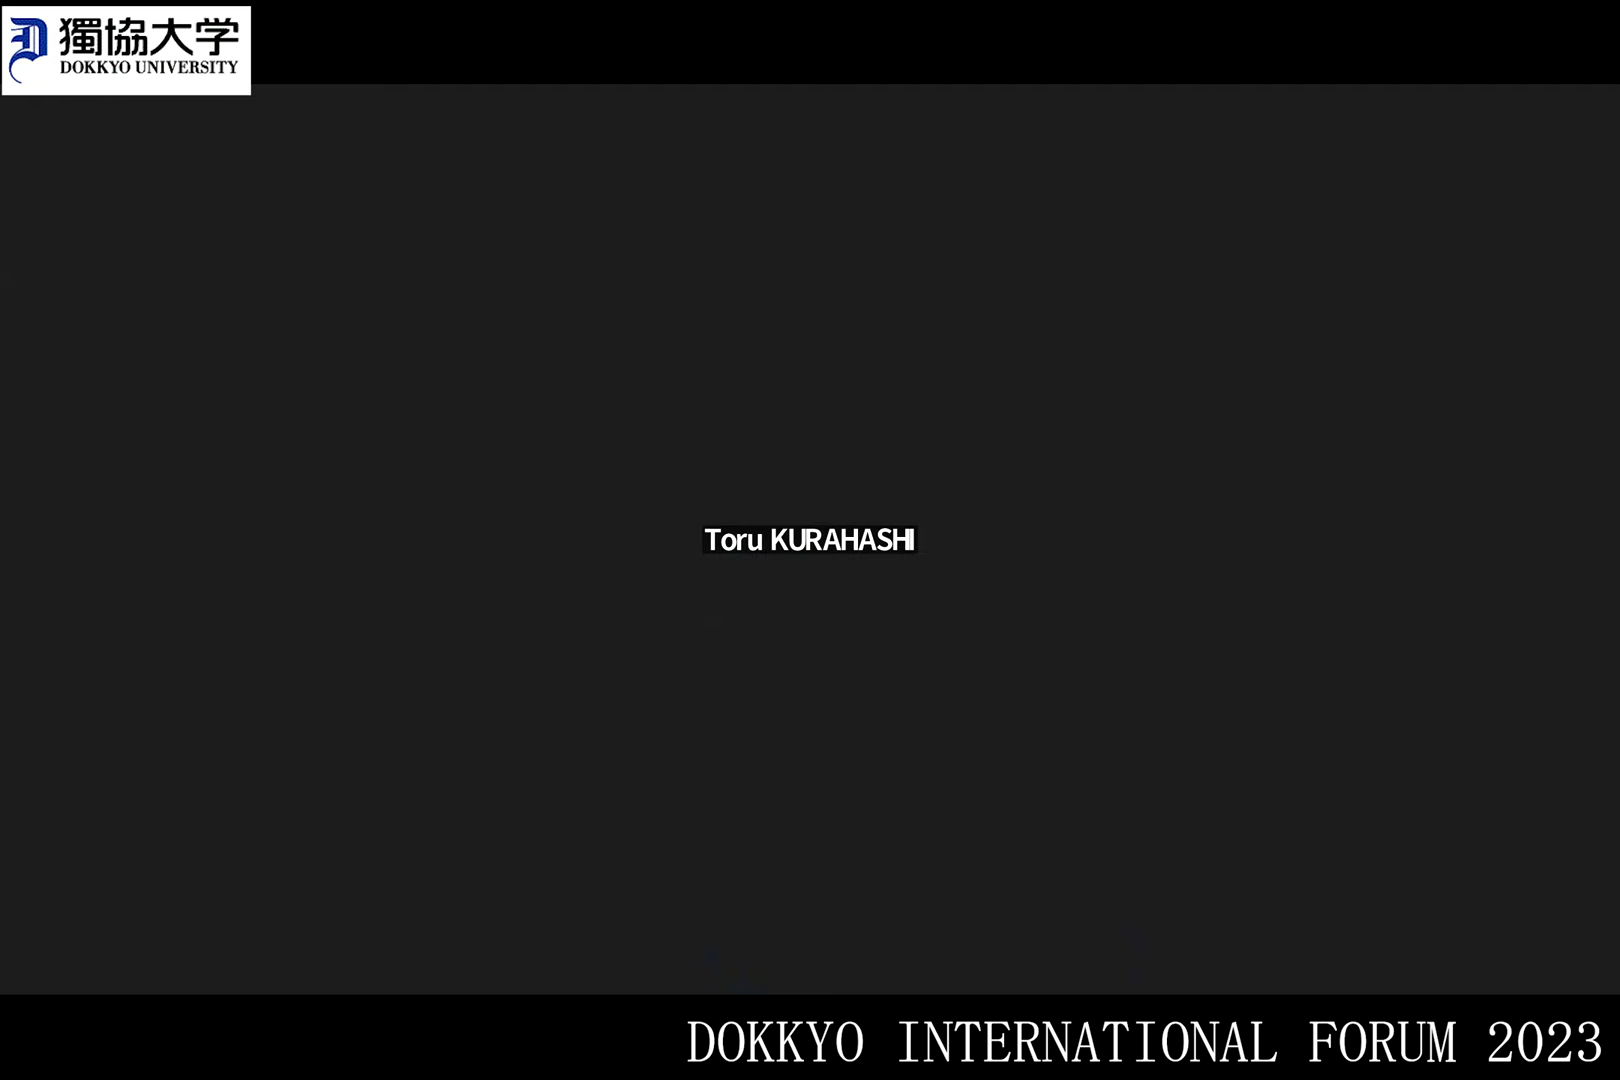 獨協大学
DOKKYO UNIVERSITY
Toru KURAHASHI
DOKKYO INTERNATIONAL FORUM 2023